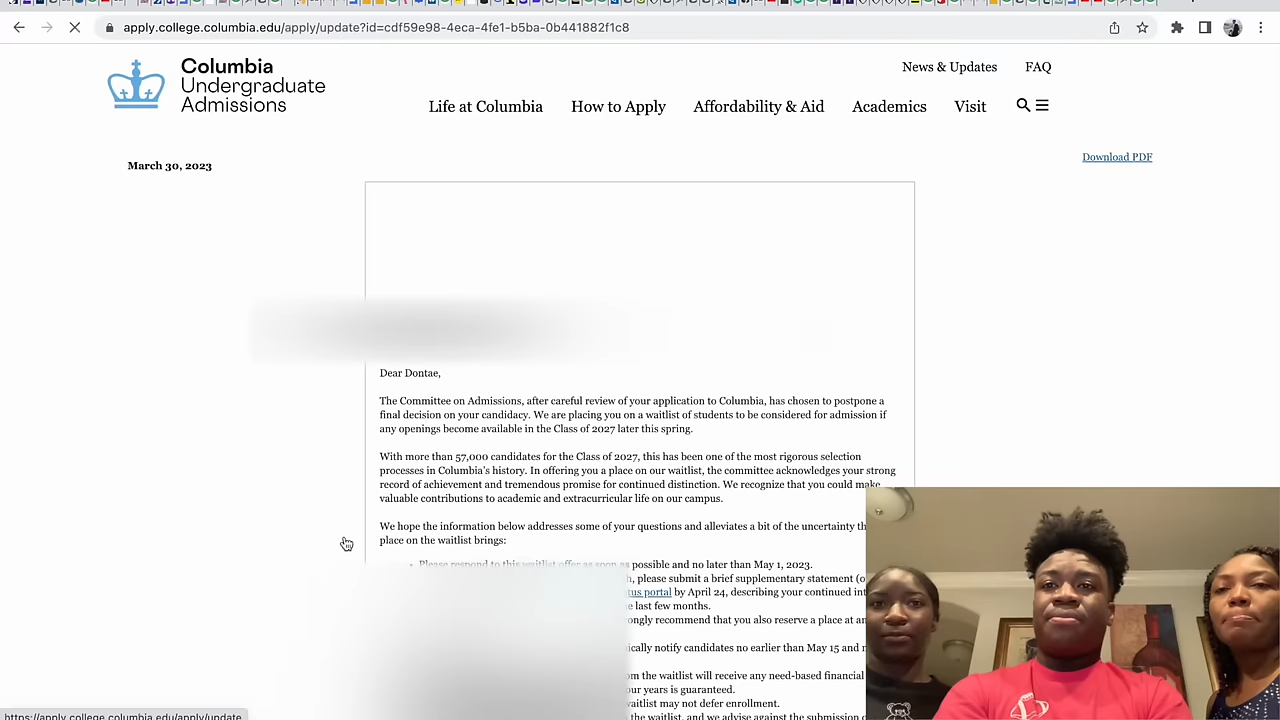 apply.college.columbia.edu/apply/update?id=cdf59e98-4eca-4fe1-b5ba-0b441882f1c8
Columbia
Undergraduate
Admissions
News & Updates FAQ
Life at Columbia How to Apply Affordability & Aid Academics Visit
March 30, 2023
Download PDF
Dear Dontae,
The Committee on Admissions, after careful review of your application to Columbia, has chosen to postpone a
final decision on your candidacy. We are placing you on a waitlist of students to be considered for admission if
any openings become available in the Class of 2027 later this spring.
With more than 57,000 candidates for the Class of 2027, this has been one of the most rigorous selection
processes in Columbia's history. In offering you a place on our waitlist, the committee acknowledges your strong
record of achievement and tremendous promise for continued distinction. We recognize that you could make
valuable contributions to academic and extracurricular life on our campus.
We hope the information below addresses some of your questions and alleviates a bit of the uncertainty th
place on the waitlist brings:
• Please respond to this waitlist offer as soon as possible and no later than May 1, 2023.
, please submit a brief supplementary statement (o
tus portal by April 24, describing your continued int
e last few months.
ongly recommend that you also reserve a place at an
ically notify candidates no earlier than May 15 and
om the waitlist will receive any need-based financial
our years is guaranteed.
waitlist may not defer enrollment.
the waitlist, and we advise against the submission
https://apply.college.columbia.edu/apply/update